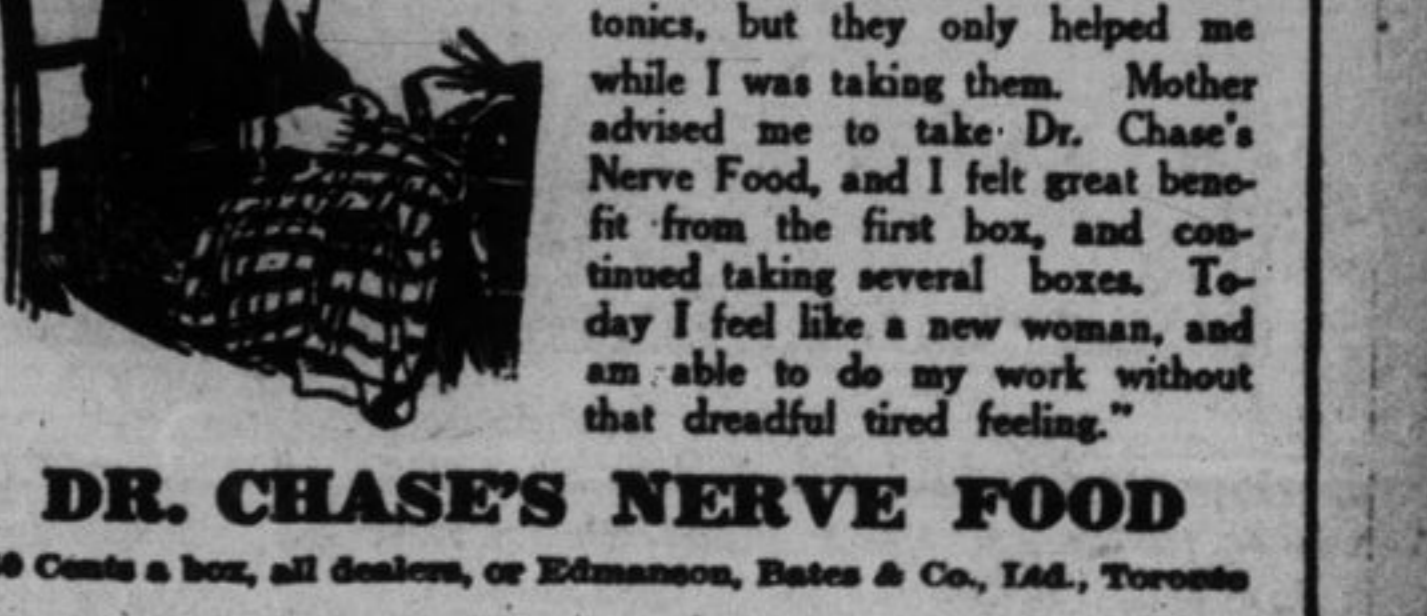 tonics, but they only helped me
while I was taking them. Mother
advised me to take Dr. Chase's
Nerve Food, and I felt great bene-
fit from the first box, and con-
tinued taking several boxes. To-
day I feel like a new woman, and
am able to do my work without
that dreadful tired feeling."
DR. CHASE'S NERVE FOOD
Cents a box, all dealers, or Edmanson, Bates & Co., Ltd., Toronto